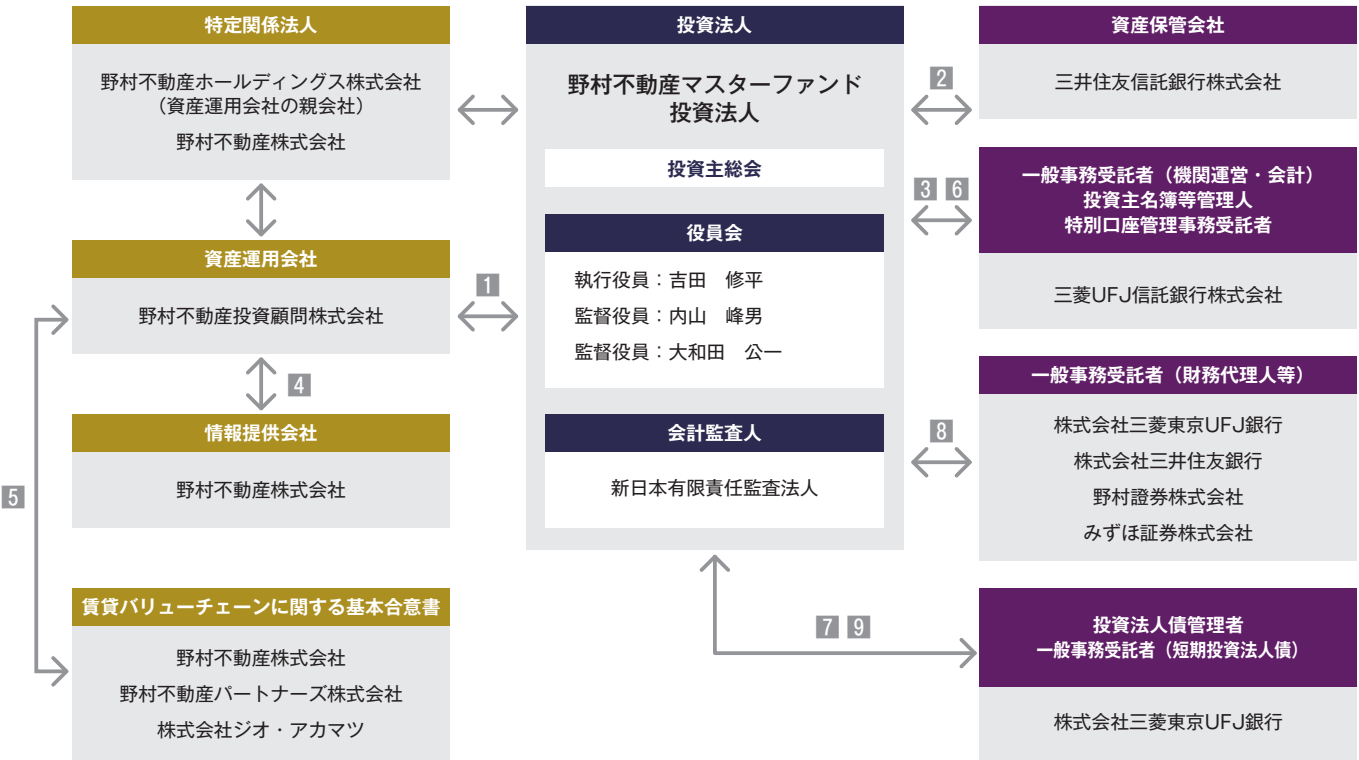 特定関係法人
野村不動産ホールディングス株式会社
（資産運用会社の親会社）
野村不動産株式会社
資産運用会社
野村不動産投資顧問株式会社
4
情報提供会社
野村不動産株式会社
5
賃貸バリューチェーンに関する基本合意書
野村不動産株式会社
野村不動産パートナーズ株式会社
株式会社ジオ・アカマツ
1
投資法人
野村不動産マスターファンド
投資法人
投資主総会
役員会
執行役員：吉田　修平
監督役員：内山　峰男
監督役員：大和田　公一
会計監査人
新日本有限責任監査法人
2
資産保管会社
三井住友信託銀行株式会社
3 6
一般事務受託者（機関運営・会計）
投資主名簿等管理人
特別口座管理事務受託者
三菱UFJ信託銀行株式会社
8
一般事務受託者（財務代理人等）
株式会社三菱東京UFJ銀行
株式会社三井住友銀行
野村證券株式会社
みずほ証券株式会社
7 9
投資法人債管理者
一般事務受託者（短期投資法人債）
株式会社三菱東京UFJ銀行